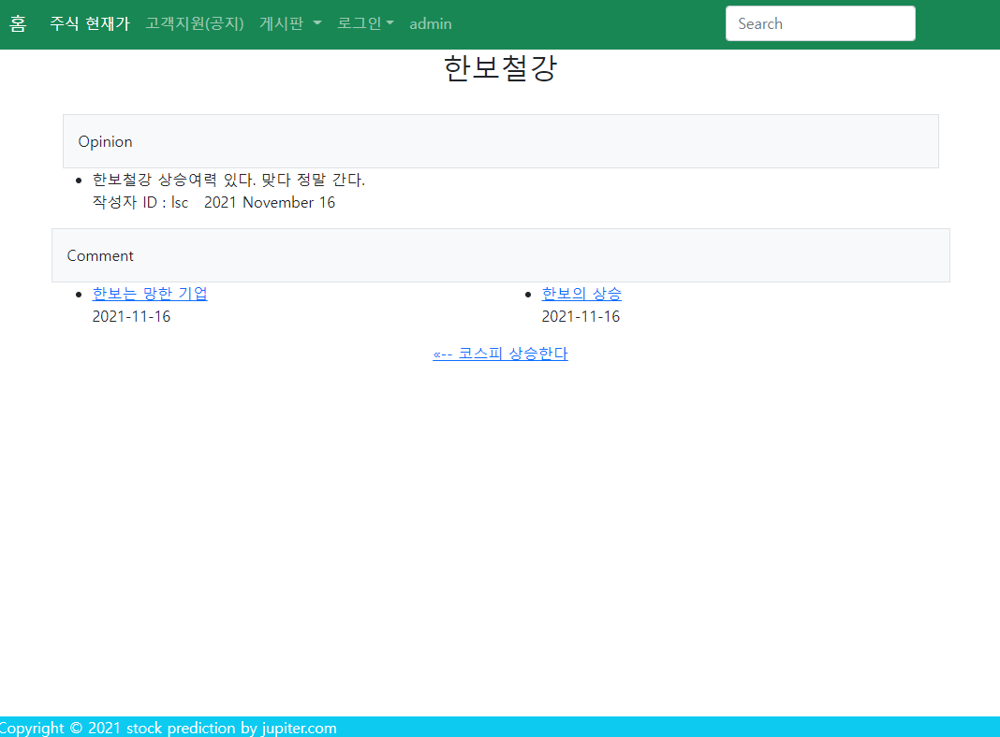 홈 주식 현재가 고객지원(공지) 게시판 로그인 admin Search
한보철강
Opinion
한보철강 상승여력 있다. 맞다 정말 간다.
작성자 ID : lsc 2021 November 16
Comment
한보는 망한 기업 한보의 상승
2021-11-16 2021-11-16
«-- 코스피 상승한다
Copyright © 2021 stock prediction by jupiter.com